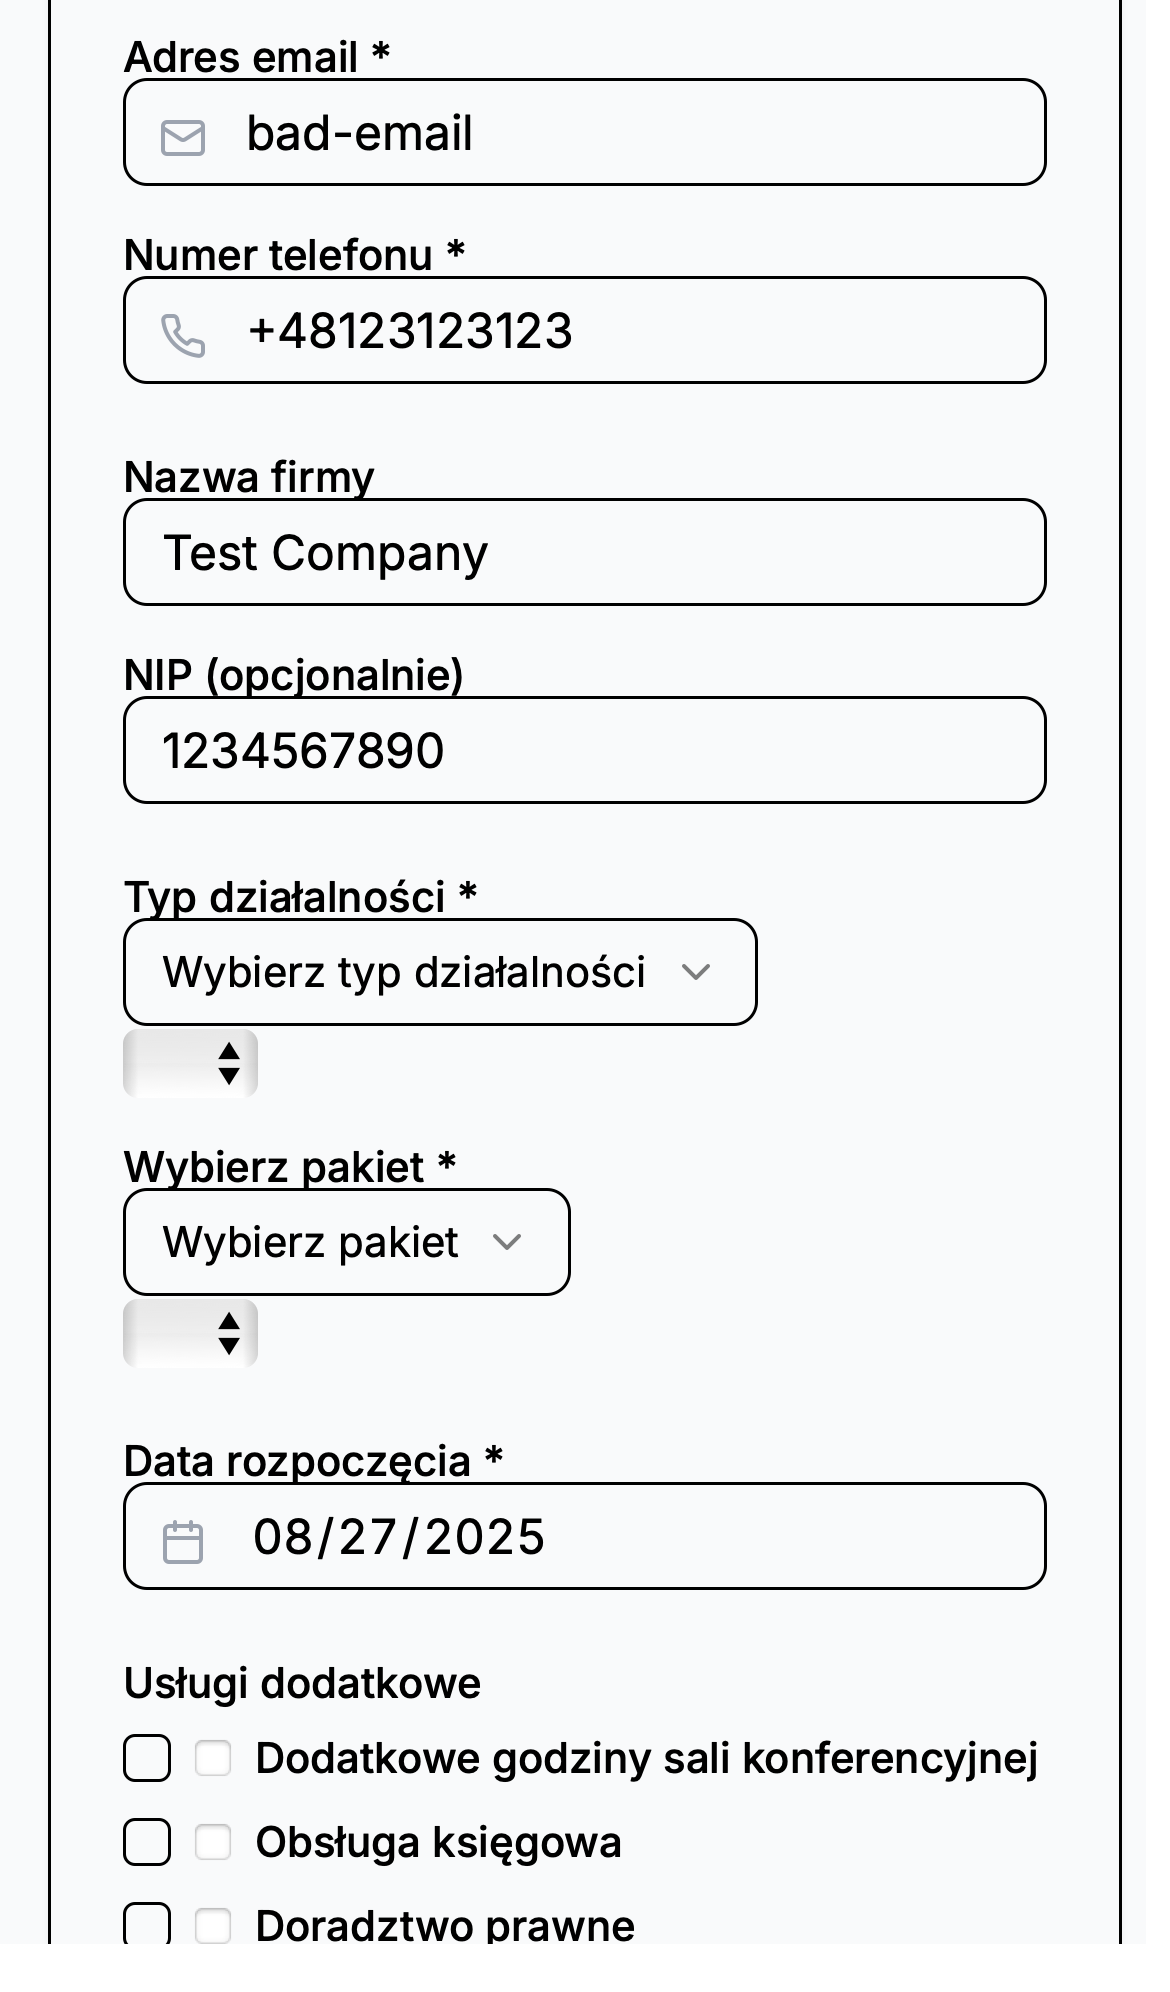 Adres email *
bad-email
Numer telefonu *
+48123123123
Nazwa firmy
Test Company
NIP (opcjonalnie)
1234567890
Typ działalności *
Wybierz typ działalności
Wybierz pakiet *
Wybierz pakiet
Data rozpoczęcia *
08/27/2025
Usługi dodatkowe
Dodatkowe godziny sali konferencyjnej
Obsługa księgowa
Doradztwo prawne